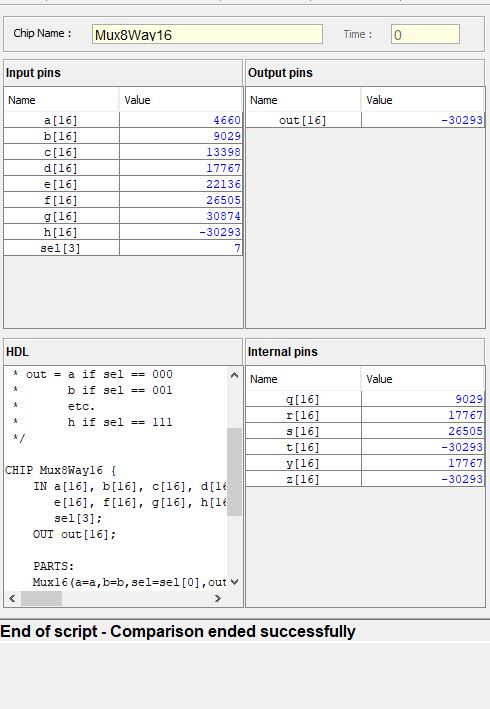 Chip Name : Mux8Way16 Time : 0
Input pins Output pins
Name Value Name Value
a[16] 4660 out[16] -30293
b[16] 9029
c[16] 13398
d[16] 17767
e[16] 22136
f[16] 26505
g[16] 30874
h[16] -30293
sel[3] 7
HDL Internal pins
* out = a if sel == 000 Name Value
* b if sel == 001 q[16] 9029
* etc. r[16] 17767
* h if sel == 111 s[16] 26505
*/ t[16] -30293
y[16] 17767
CHIP Mux8Way16 { z[16] -30293
IN a[16], b[16], c[16], d[16
e[16], f[16], g[16], h[16
sel[3];
OUT out[16];
PARTS:
Mux16(a=a,b=b,sel=sel[0],out
End of script - Comparison ended successfully